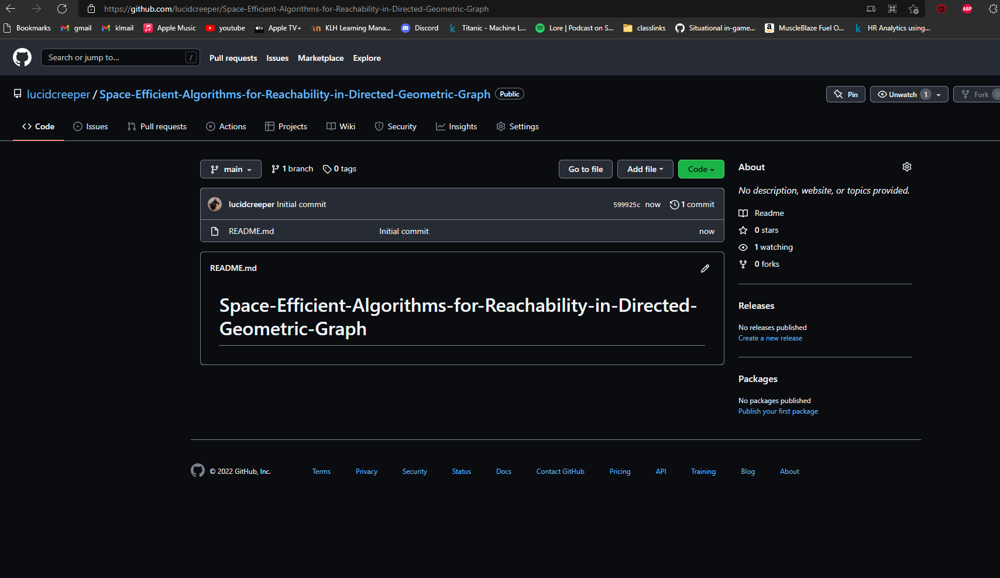 https://github.com/lucidcreeper/Space-Efficient-Algorithms-for-Reachability-in-Directed-Geometric-Graph
ABP
Bookmarks gmail klmail Apple Music youtube Apple TV+ KLH Learning Mana... Discord Titanic - Machine L... Lore | Podcast on S... classlinks Situational in-game... MuscleBlaze Fuel O... HR Analytics using...
Search or jump to... / Pull requests Issues Marketplace Explore
lucidcreeper / Space-Efficient-Algorithms-for-Reachability-in-Directed-Geometric-Graph Public Pin Unwatch 1 Fork 0
Code Issues Pull requests Actions Projects Wiki Security Insights Settings
main 1 branch 0 tags Go to file Add file Code
lucidcreeper Initial commit 599925c now 1 commit
README.md Initial commit now
README.md
Space-Efficient-Algorithms-for-Reachability-in-Directed-
Geometric-Graph
About
No description, website, or topics provided.
Readme
0 stars
1 watching
0 forks
Releases
No releases published
Create a new release
Packages
No packages published
Publish your first package
© 2022 GitHub, Inc. Terms Privacy Security Status Docs Contact GitHub Pricing API Training Blog About